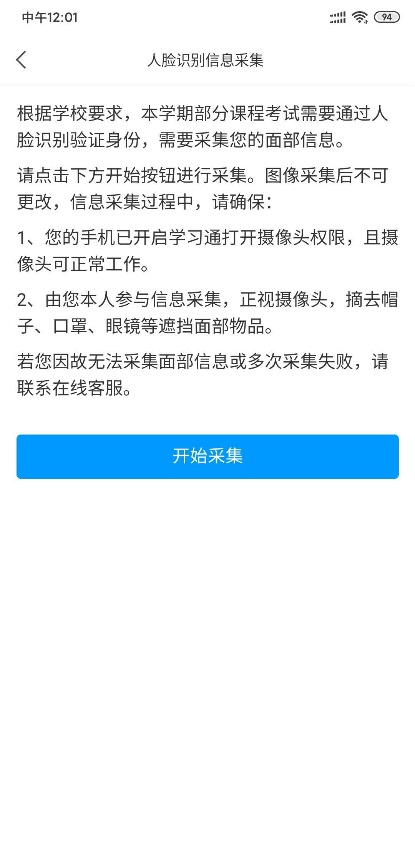 中午12:01
94
人脸识别信息采集
根据学校要求，本学期部分课程考试需要通过人
脸识别验证身份，需要采集您的面部信息。
请点击下方开始按钮进行采集。图像采集后不可
更改，信息采集过程中，请确保：
1、您的手机已开启学习通打开摄像头权限，且摄
像头可正常工作。
2、由您本人参与信息采集，正视摄像头，摘去帽
子、口罩、眼镜等遮挡面部物品。
若您因故无法采集面部信息或多次采集失败，请
联系在线客服。
开始采集